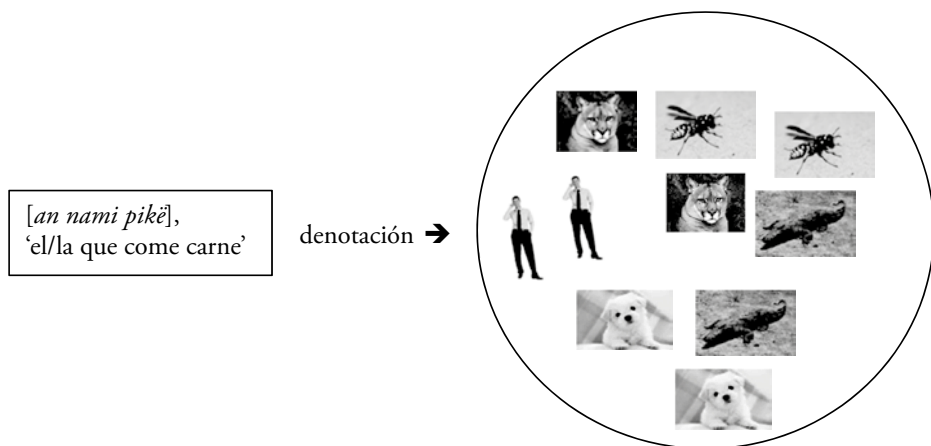 [an nami pikë],
‘el/la que come carne’
denotación ➔